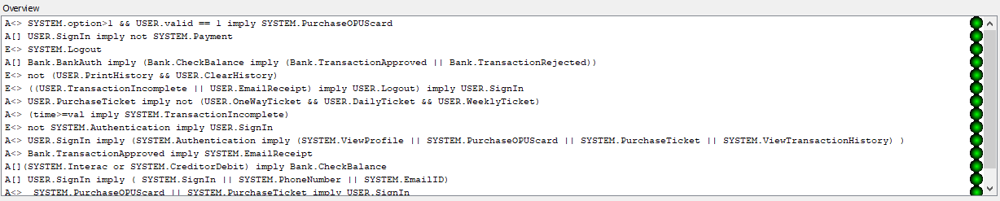 Overview
A<> SYSTEM.option>1 && USER.valid == 1 imply SYSTEM.PurchaseOPUScard
A[] USER.SignIn imply not SYSTEM.Payment
E<> SYSTEM.Logout
A[] Bank.BankAuth imply (Bank.CheckBalance imply (Bank.TransactionApproved || Bank.TransactionRejected))
E<> not (USER.PrintHistory && USER.ClearHistory)
E<> ((USER.TransactionIncomplete || USER.EmailReceipt) imply USER.Logout) imply USER.SignIn
A<> USER.PurchaseTicket imply not (USER.OneWayTicket && USER.DailyTicket && USER.WeeklyTicket)
A<> (time>=val imply SYSTEM.TransactionIncomplete)
E<> not SYSTEM.Authentication imply USER.SignIn
A<> USER.SignIn imply (SYSTEM.Authentication imply (SYSTEM.ViewProfile || SYSTEM.PurchaseOPUScard || SYSTEM.PurchaseTicket || SYSTEM.ViewTransactionHistory) )
A<> Bank.TransactionApproved imply SYSTEM.EmailReceipt
A[](SYSTEM.Interac or SYSTEM.CreditorDebit) imply Bank.CheckBalance
A[] USER.SignIn imply ( SYSTEM.SignIn || SYSTEM.PhoneNumber || SYSTEM.EmailID)
A<> SYSTEM.PurchaseOPUScard || SYSTEM.PurchaseTicket imply USER.SignIn